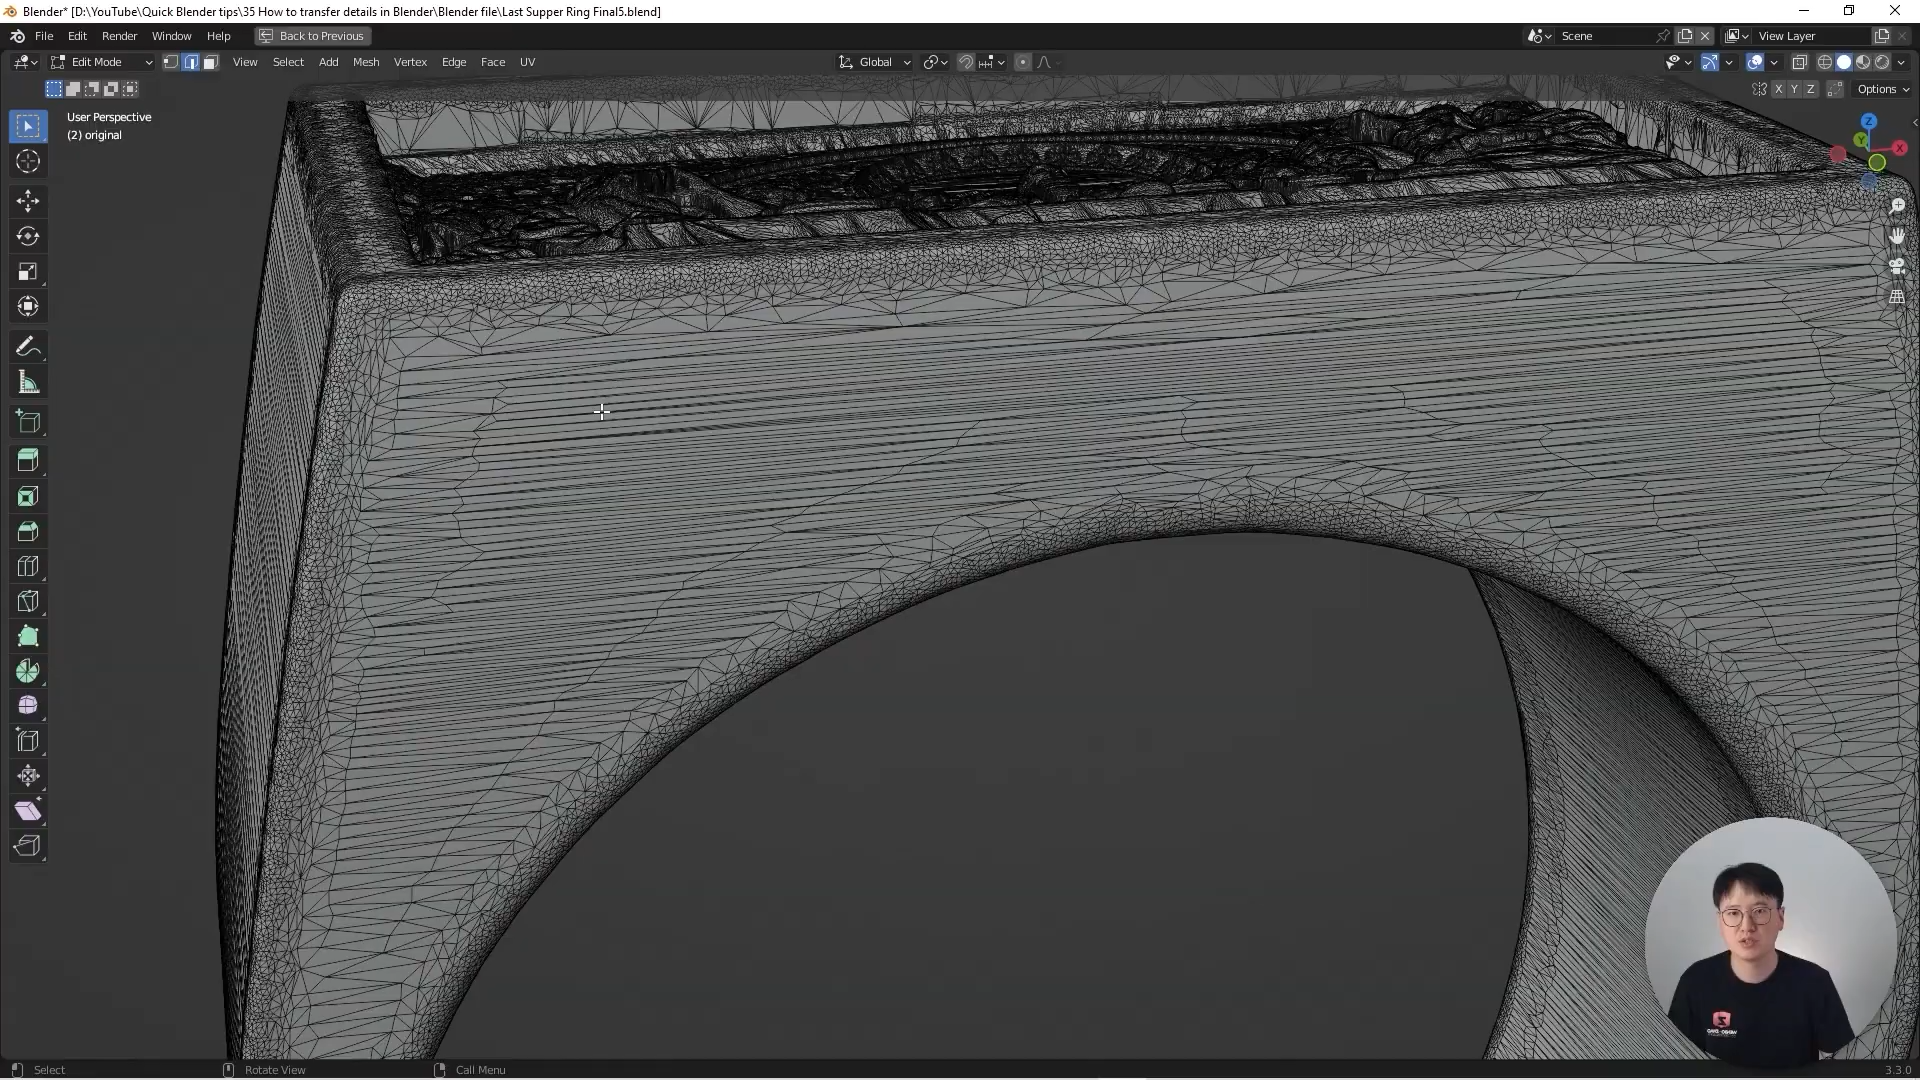 Blender* [D:\YouTube\Quick Blender tips\35 How to transfer details in Blender\Blender file\Last Supper Ring Final5.blend]
File Edit Render Window Help Back to Previous Scene View Layer
Edit Mode View Select Add Mesh Vertex Edge Face UV Global
X Y Z Options
User Perspective
(2) original
Z
Y
X
Select Rotate View Call Menu 3.3.0